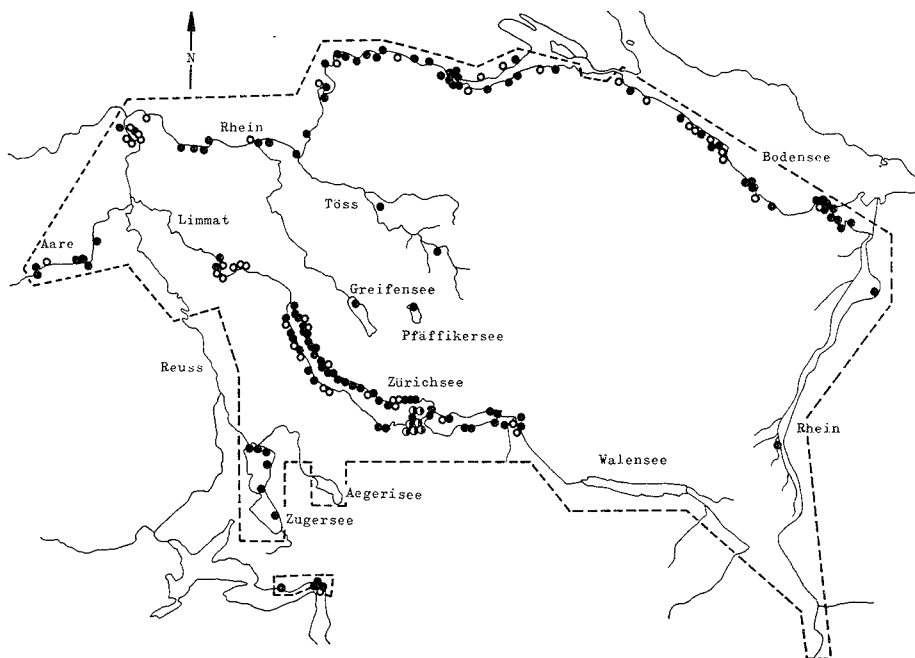 N
Rhein
Bodensee
Töss
Limmat
Aare
Greifensee
Pfäffikersee
Reuss
Zürichsee
Rhein
Walensee
Aegerisee
Zugersee